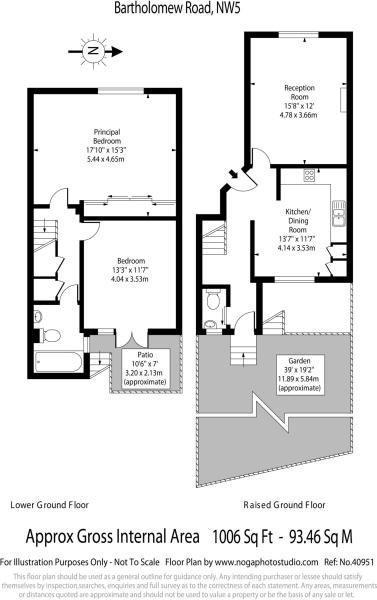 Bartholomew Road, NW5
N
Reception
Room
15'8" x 12'
4.78 x 3.66m
Principal
Bedroom
17'10" x 15'3"
5.44 x 4.65m
Kitchen/
Dining
Room
13'7" x 11'7"
4.14 x 3.53m
Bedroom
13'3" x 11'7"
4.04 x 3.53m
Patio
10'6" x 7'
3.20 x 2.13m
(approximate)
Garden
39' x 19'2"
11.89 x 5.84m
(approximate)
Lower Ground Floor
Raised Ground Floor
Approx Gross Internal Area 1006 Sq Ft - 93.46 Sq M
For Illustration Purposes Only - Not To Scale Floor Plan by www.nogaphotostudio.com Ref: No.40951
This floor plan should be used as a general outline for guidance only. Any intending purchaser or lessee should satisfy
themselves by inspection,searches, enquiries and full survey as to the correctness of each statement. Any areas, measurements
or distances quoted are approximate and should not be used to value a property or be the basis of any sale or let.